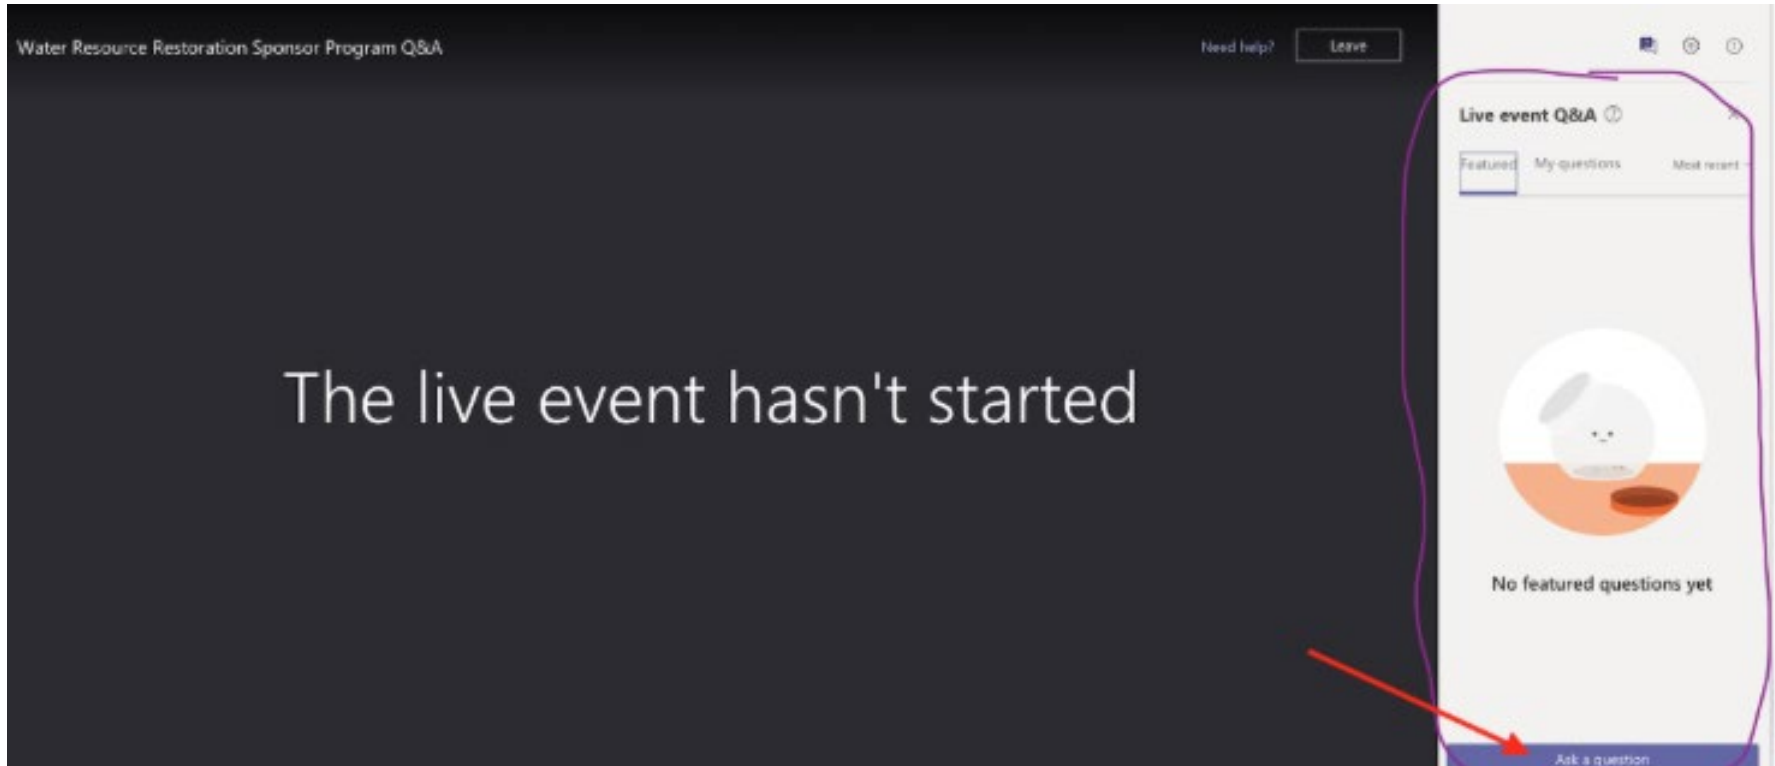 Water Resource Restoration Sponsor Program Q&A
Need help?
Leave
Live event Q&A
Featured
My questions
Most recent
The live event hasn't started
No featured questions yet
Ask a question